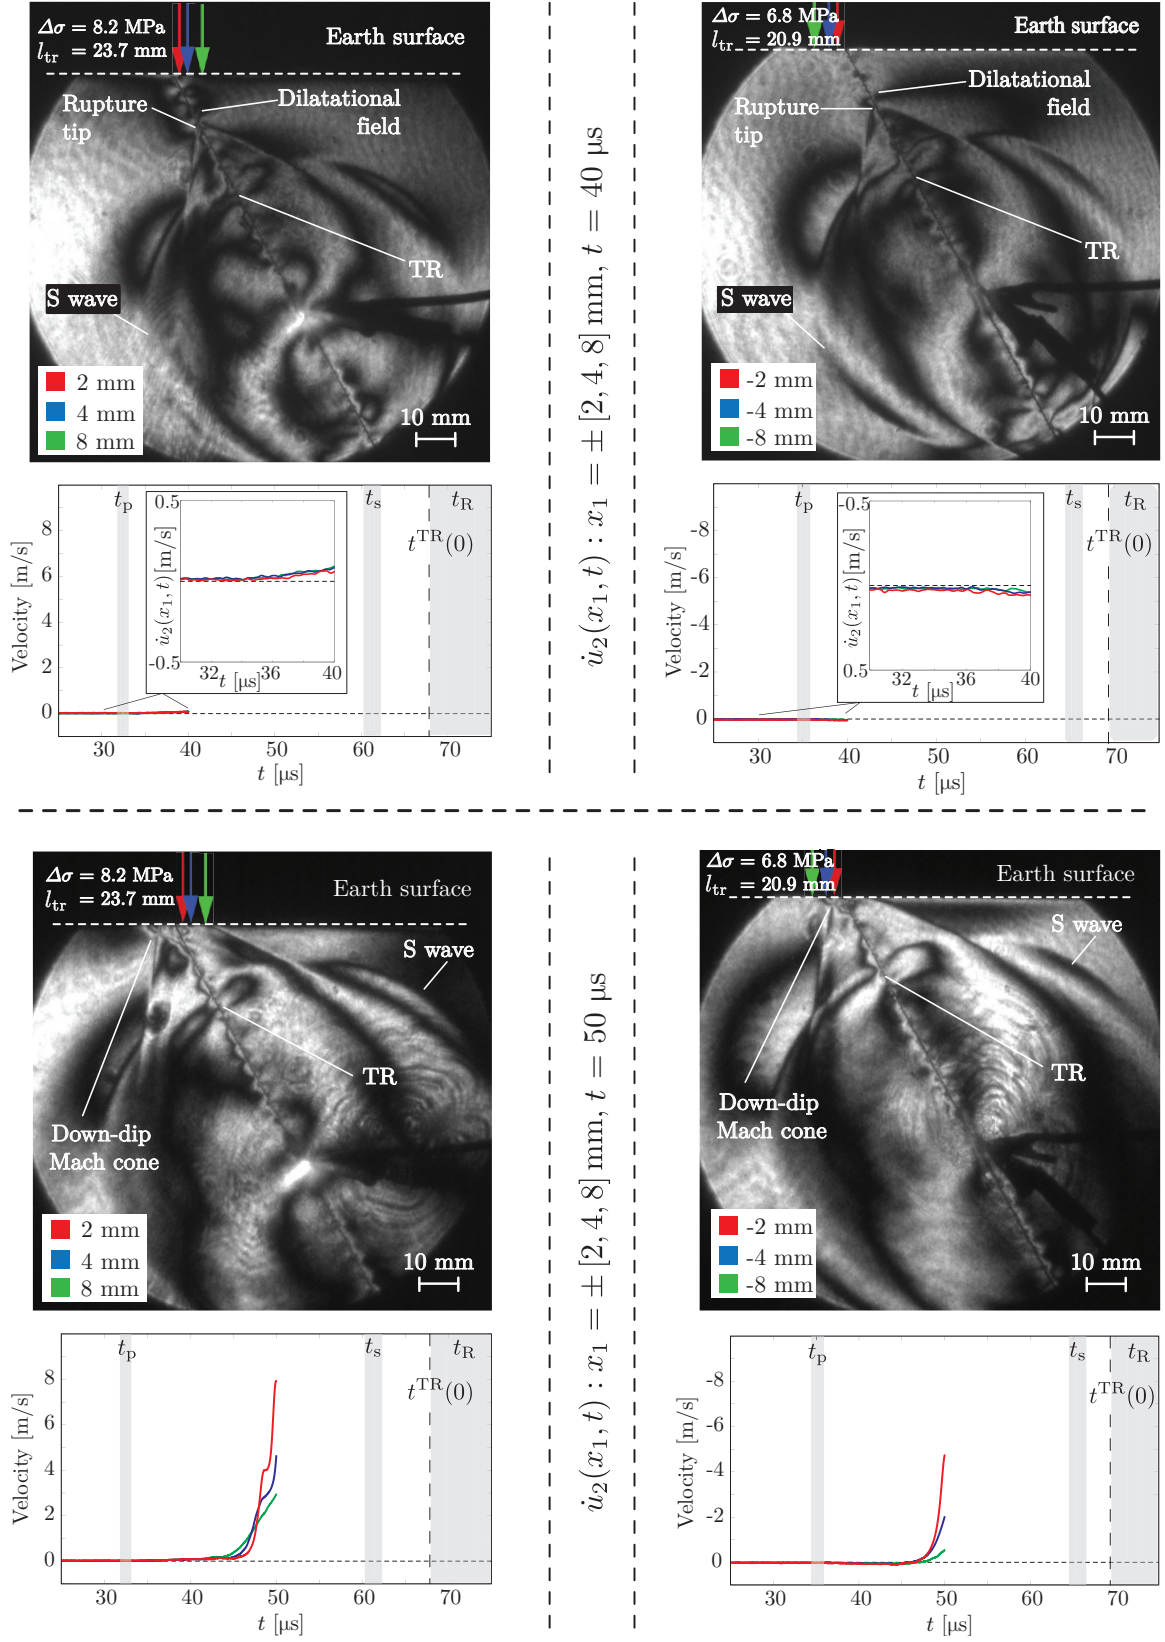 Δσ = 8.2 MPa
l_tr = 23.7 mm
Earth surface
Rupture
tip
Dilatational
field
TR
S wave
2 mm
4 mm
8 mm
10 mm
Δσ = 6.8 MPa
l_tr = 20.9 mm
Earth surface
Dilatational
field
Rupture
tip
TR
S wave
-2 mm
-4 mm
-8 mm
10 mm
u̇₂(x₁, t) : x₁ = ± [2, 4, 8] mm, t = 40 µs
Velocity [m/s]
8
6
4
2
0
t_p
t_s
t_R
t^TR(0)
0.5
-0.5
u̇₂(x₁, t) [m/s]
32 36 40
t [µs]
30 40 50 60 70
t [µs]
Velocity [m/s]
-8
-6
-4
-2
0
t_p
t_s
t_R
t^TR(0)
-0.5
0.5
u̇₂(x₁, t) [m/s]
32 36 40
t [µs]
30 40 50 60 70
t [µs]
Δσ = 8.2 MPa
l_tr = 23.7 mm
Earth surface
S wave
TR
Down-dip
Mach cone
2 mm
4 mm
8 mm
10 mm
Δσ = 6.8 MPa
l_tr = 20.9 mm
Earth surface
S wave
TR
Down-dip
Mach cone
-2 mm
-4 mm
-8 mm
10 mm
u̇₂(x₁, t) : x₁ = ± [2, 4, 8] mm, t = 50 µs
Velocity [m/s]
8
6
4
2
0
t_p
t_s
t_R
t^TR(0)
30 40 50 60 70
t [µs]
Velocity [m/s]
-8
-6
-4
-2
0
t_p
t_s
t_R
t^TR(0)
30 40 50 60 70
t [µs]